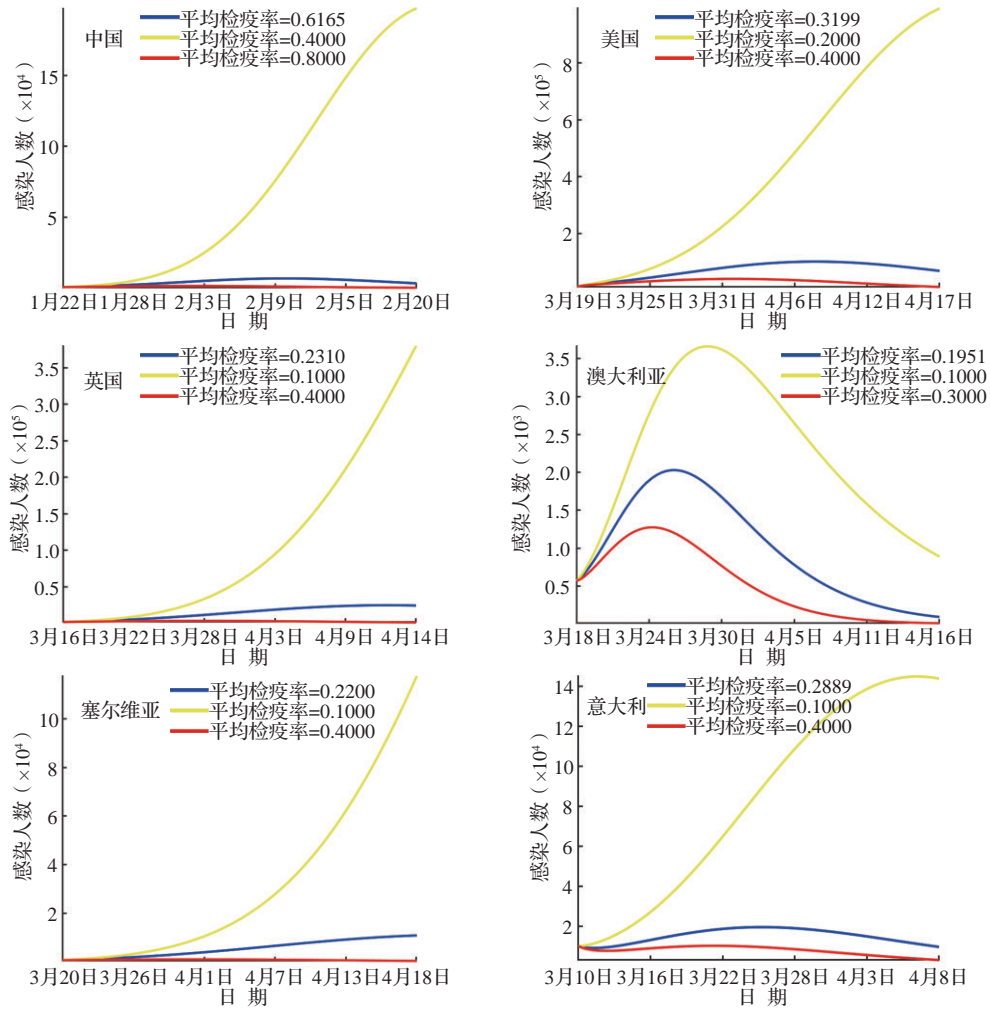 中国
平均检疫率=0.6165
平均检疫率=0.4000
平均检疫率=0.8000
感染人数（×10⁴）
15
10
5
1月22日 1月28日 2月3日 2月9日 2月5日 2月20日
日 期
美国
平均检疫率=0.3199
平均检疫率=0.2000
平均检疫率=0.4000
感染人数（×10⁵）
8
6
4
2
3月19日 3月25日 3月31日 4月6日 4月12日 4月17日
日 期
英国
平均检疫率=0.2310
平均检疫率=0.1000
平均检疫率=0.4000
感染人数（×10⁵）
3.5
3.0
2.5
2.0
1.5
1.0
0.5
3月16日 3月22日 3月28日 4月3日 4月9日 4月14日
日 期
澳大利亚
平均检疫率=0.1951
平均检疫率=0.1000
平均检疫率=0.3000
感染人数（×10³）
3.5
3.0
2.5
2.0
1.5
1.0
0.5
3月18日 3月24日 3月30日 4月5日 4月11日 4月16日
日 期
塞尔维亚
平均检疫率=0.2200
平均检疫率=0.1000
平均检疫率=0.4000
感染人数（×10⁴）
10
8
6
4
2
3月20日 3月26日 4月1日 4月7日 4月13日 4月18日
日 期
意大利
平均检疫率=0.2889
平均检疫率=0.1000
平均检疫率=0.4000
感染人数（×10⁴）
14
12
10
8
6
4
2
3月10日 3月16日 3月22日 3月28日 4月3日 4月8日
日 期